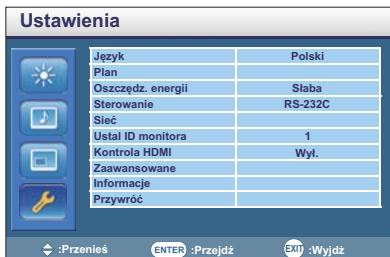 Ustawienia
Język Polski
Plan
Oszczędz. energii Słaba
Sterowanie RS-232C
Sieć
Ustal ID monitora 1
Kontrola HDMI Wył.
Zaawansowane
Informacje
Przywróć
:Przenieś ENTER :Przejdź EXIT :Wyjdź